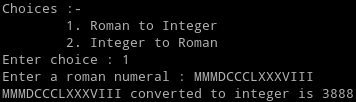 Choices :-
1. Roman to Integer
2. Integer to Roman
Enter choice : 1
Enter a roman numeral : MMMDCCCLXXXVIII
MMMDCCCLXXXVIII converted to integer is 3888